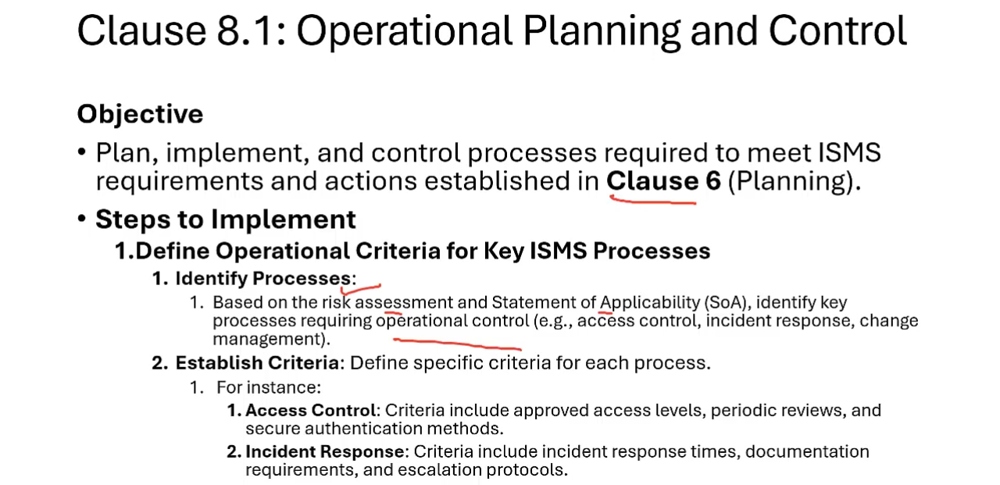 Clause 8.1: Operational Planning and Control
Objective
• Plan, implement, and control processes required to meet ISMS
requirements and actions established in Clause 6 (Planning).
• Steps to Implement
1.Define Operational Criteria for Key ISMS Processes
1. Identify Processes:
1. Based on the risk assessment and Statement of Applicability (SoA), identify key
processes requiring operational control (e.g., access control, incident response, change
management).
2. Establish Criteria: Define specific criteria for each process.
1. For instance:
1. Access Control: Criteria include approved access levels, periodic reviews, and
secure authentication methods.
2. Incident Response: Criteria include incident response times, documentation
requirements, and escalation protocols.